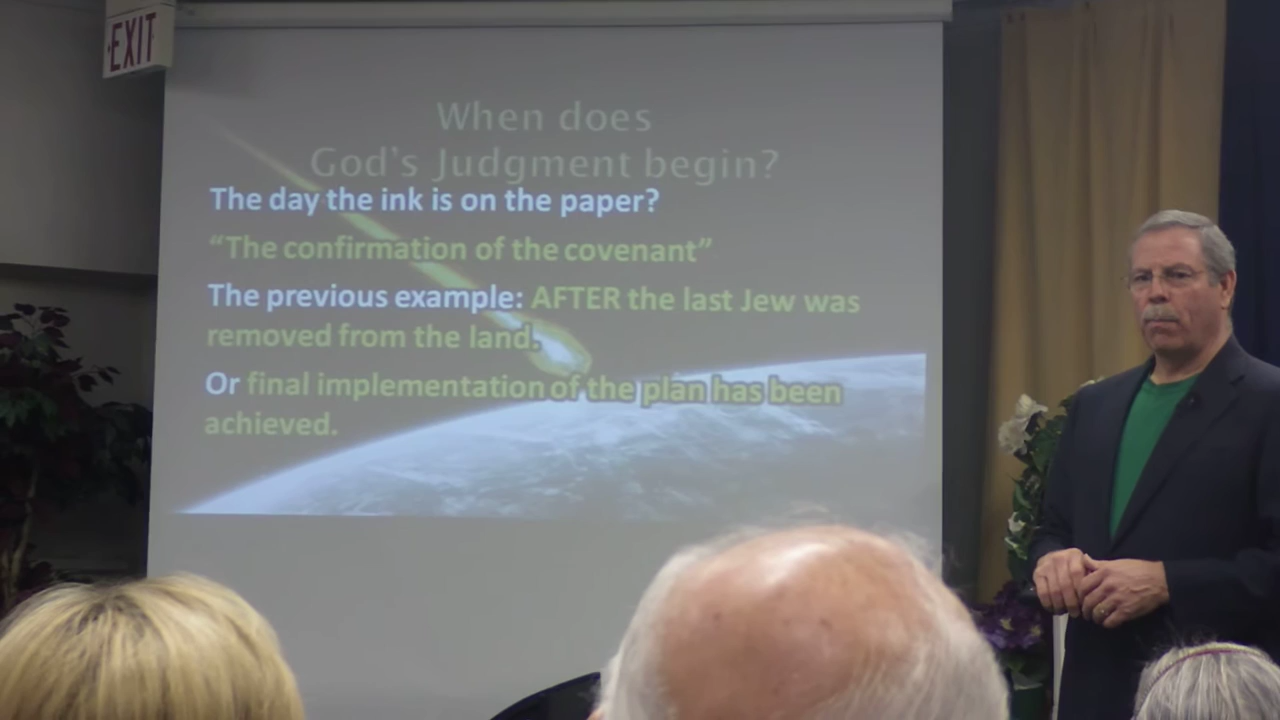 EXIT
When does
God's Judgment begin?
The day the ink is on the paper?
“The confirmation of the covenant”
The previous example: AFTER the last Jew was
removed from the land.
Or final implementation of the plan has been
achieved.